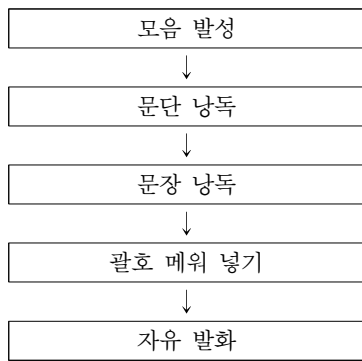 모음 발성
문단 낭독
문장 낭독
괄호 메워 넣기
자유 발화